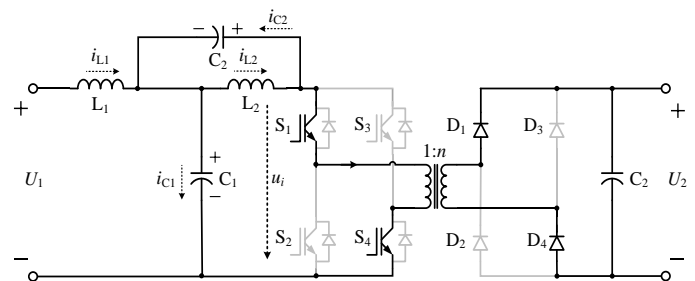 i_C2
− +
C_2
i_L1
i_L2
L_1
L_2
+
S_1
S_3
1:n
D_1
D_3
+
U_1
i_C1
+
C_1
−
u_i
C_2
U_2
S_2
S_4
D_2
D_4
−
−